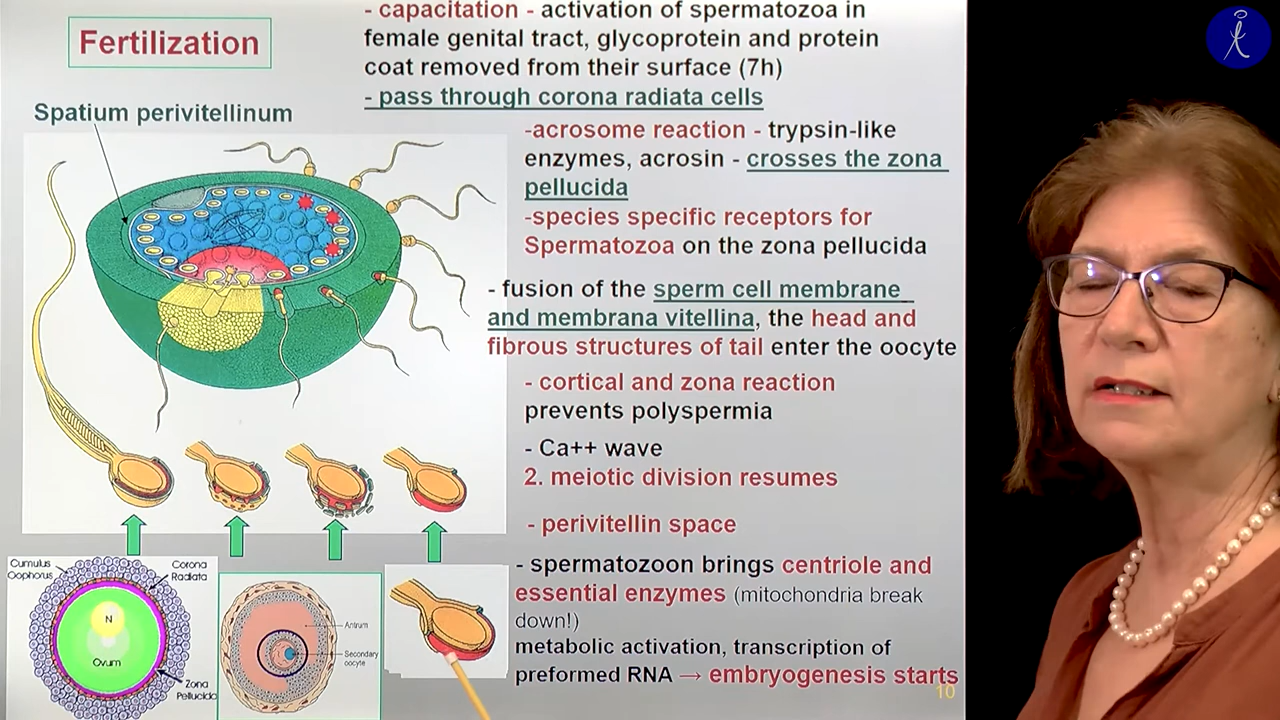 Fertilization
- capacitation - activation of spermatozoa in
female genital tract, glycoprotein and protein
coat removed from their surface (7h)
- pass through corona radiata cells
Spatium perivitellinum
-acrosome reaction - trypsin-like
enzymes, acrosin - crosses the zona
pellucida
-species specific receptors for
Spermatozoa on the zona pellucida
- fusion of the sperm cell membrane
and membrana vitellina, the head and
fibrous structures of tail enter the oocyte
- cortical and zona reaction
prevents polyspermia
- Ca++ wave
2. meiotic division resumes
- perivitellin space
- spermatozoon brings centriole and
essential enzymes (mitochondria break
down!)
metabolic activation, transcription of
preformed RNA → embryogenesis starts
10
Cumulus
Oophorus
Corona
Radiata
N
Ovum
Zona
Pellucida
Antrum
Secondary
oocyte